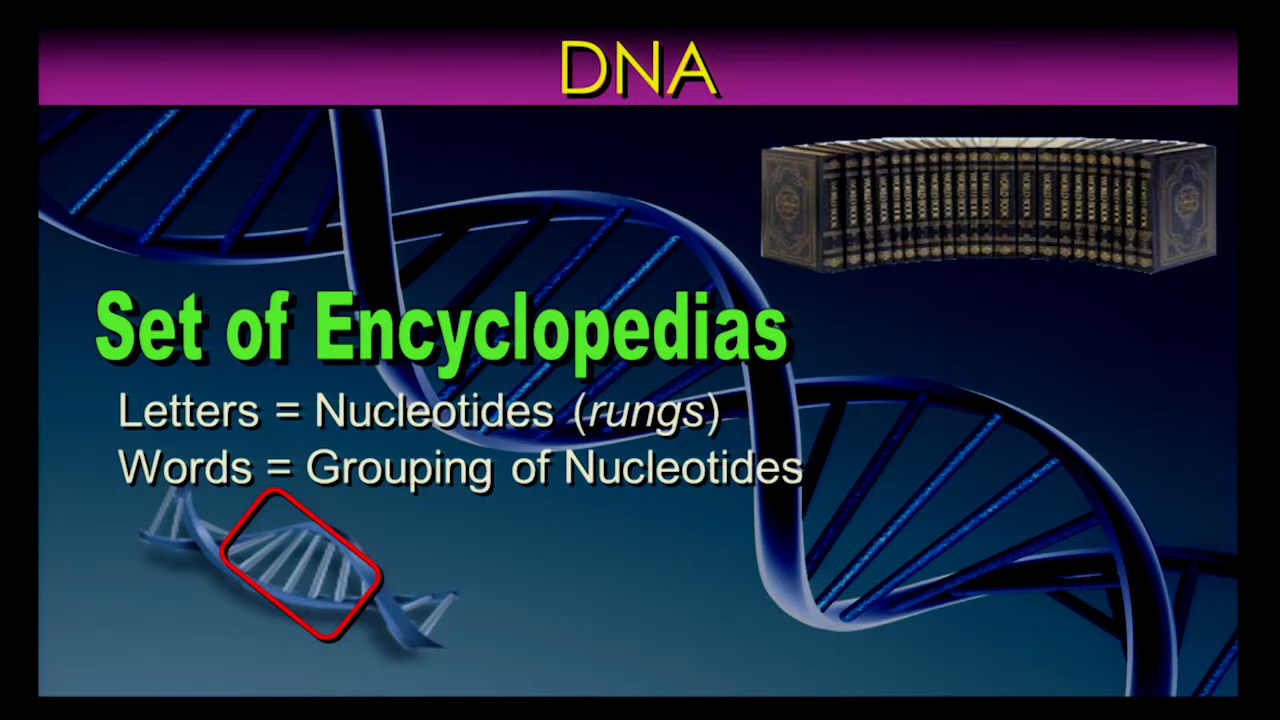 DNA
Set of Encyclopedias
Letters = Nucleotides (rungs)
Words = Grouping of Nucleotides